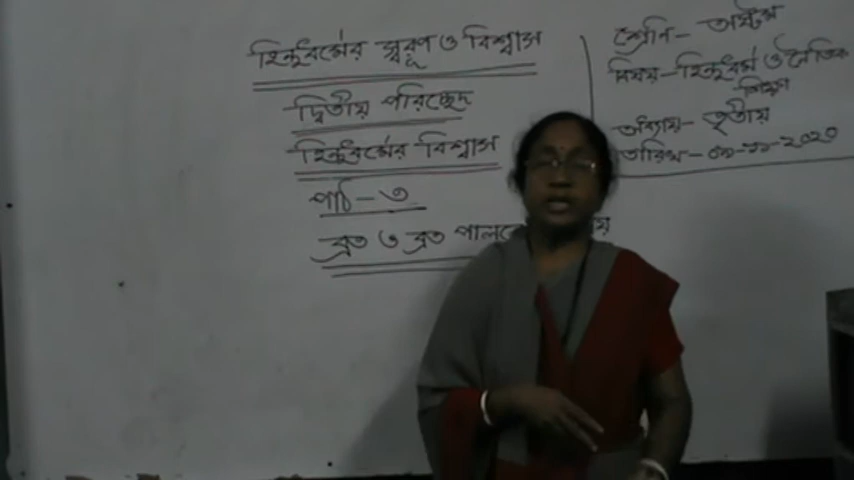 হিন্দুধর্মের স্বরূপ ও বিশ্বাস
দ্বিতীয় পরিচ্ছেদ
হিন্দুধর্মের বিশ্বাস
পাঠ - ৩
ব্রত ও ব্রত পালনে
শ্রেণি - অষ্টম
বিষয় - হিন্দুধর্ম ও নৈতিক
শিক্ষা
অধ্যায় - তৃতীয়
তারিখ -